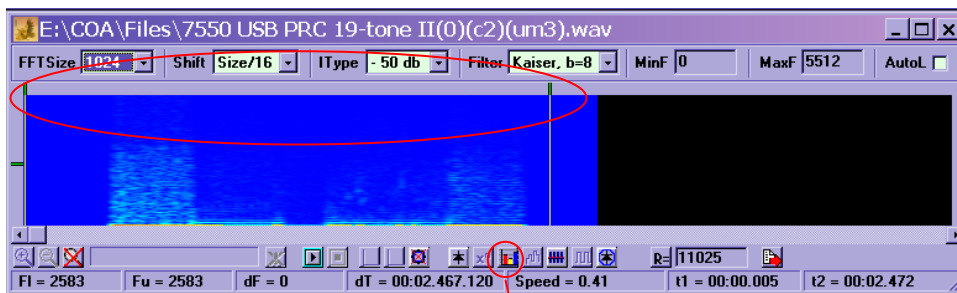 E:\COA\Files\7550 USB PRC 19-tone II(0)(c2)(um3).wav
FFTSize 1024 Shift Size/16 IType - 50 db Filter Kaiser, b=8 MinF 0 MaxF 5512 AutoL
R= 11025
Fl = 2583 Fu = 2583 dF = 0 dT = 00:02.467.120 Speed = 0.41 t1 = 00:00.005 t2 = 00:02.472